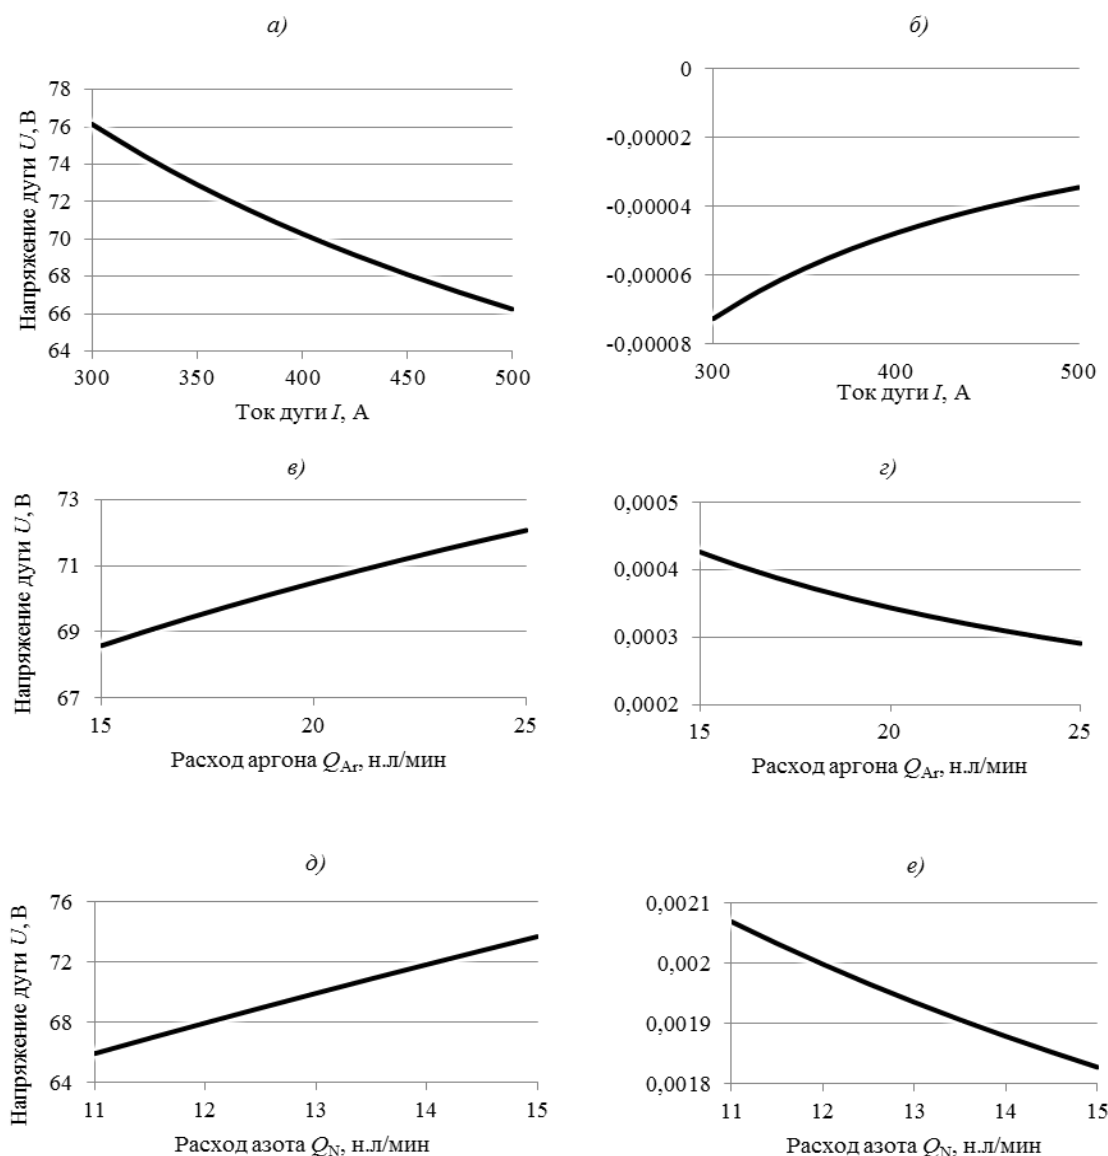 а)
Напряжение дуги U, В
78
76
74
72
70
68
66
64
300 350 400 450 500
Ток дуги I, А
б)
0
-0,00002
-0,00004
-0,00006
-0,00008
300 400 500
Ток дуги I, А
в)
Напряжение дуги U, В
73
71
69
67
15 20 25
Расход аргона QAr, н.л/мин
г)
0,0005
0,0004
0,0003
0,0002
15 20 25
Расход аргона QAr, н.л/мин
д)
Напряжение дуги U, В
76
72
68
64
11 12 13 14 15
Расход азота QN, н.л/мин
е)
0,0021
0,002
0,0019
0,0018
11 12 13 14 15
Расход азота QN, н.л/мин